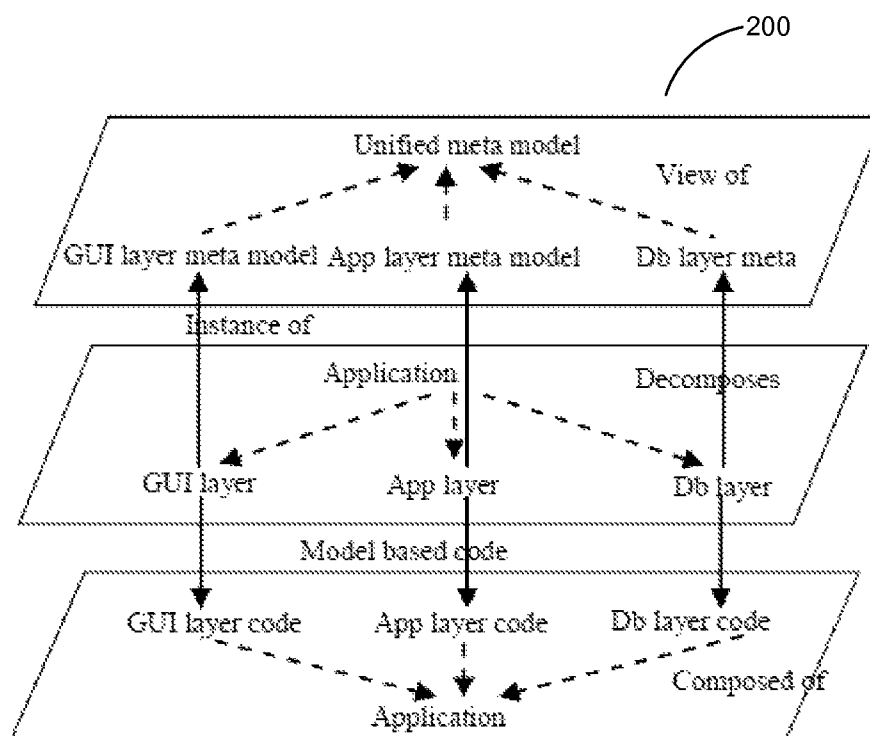 200
Unified meta model
View of
GUI layer meta model App layer meta model Db layer meta
Instance of
Application Decomposes
GUI layer App layer Db layer
Model based code
GUI layer code App layer code Db layer code
Composed of
Application